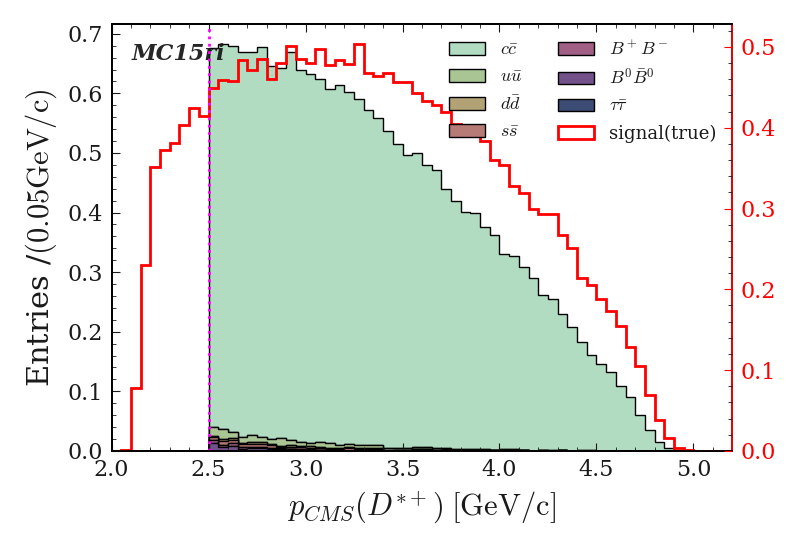 MC15ri
cc̄
uū
dd̄
ss̄
B⁺B⁻
B⁰B̄⁰
ττ̄
signal(true)
Entries /(0.05GeV/c)
0.7
0.6
0.5
0.4
0.3
0.2
0.1
0.0
0.5
0.4
0.3
0.2
0.1
0.0
2.0 2.5 3.0 3.5 4.0 4.5 5.0
p_CMS(D*⁺) [GeV/c]